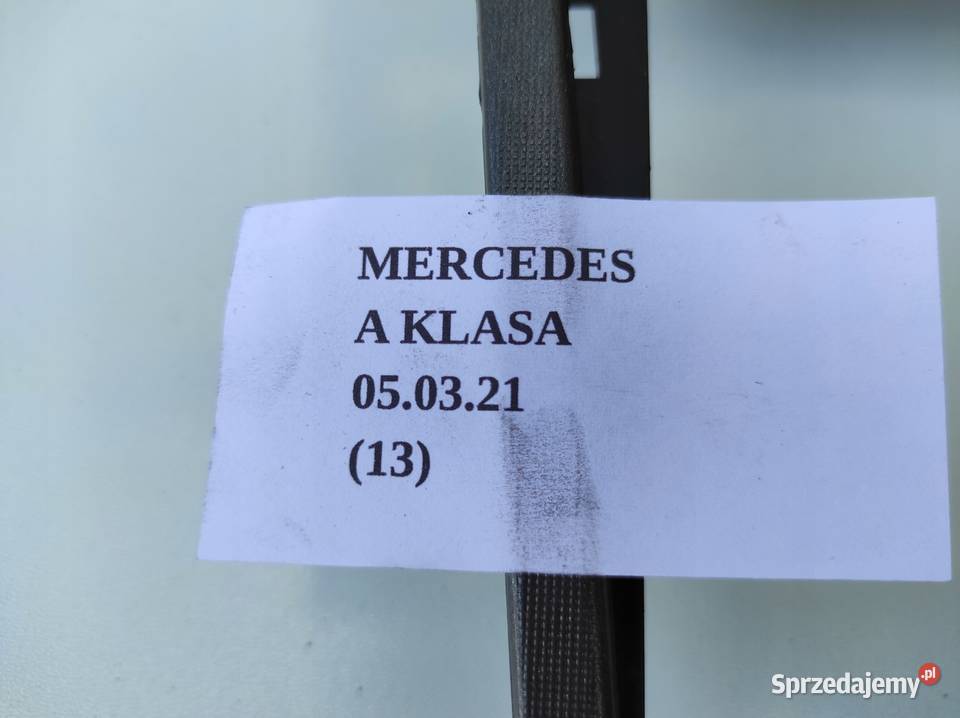 MERCEDES
A KLASA
05.03.21
(13)
Sprzedajemy.pl